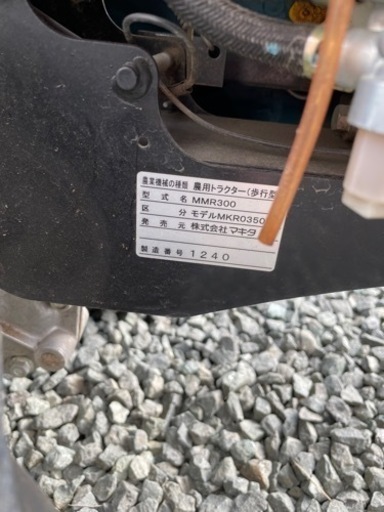 農業機械の種類 農用トラクター(歩行型
型式名 MMR300
区分 モデルMKR0350
発売元 株式会社マキタ
製造番号 1240